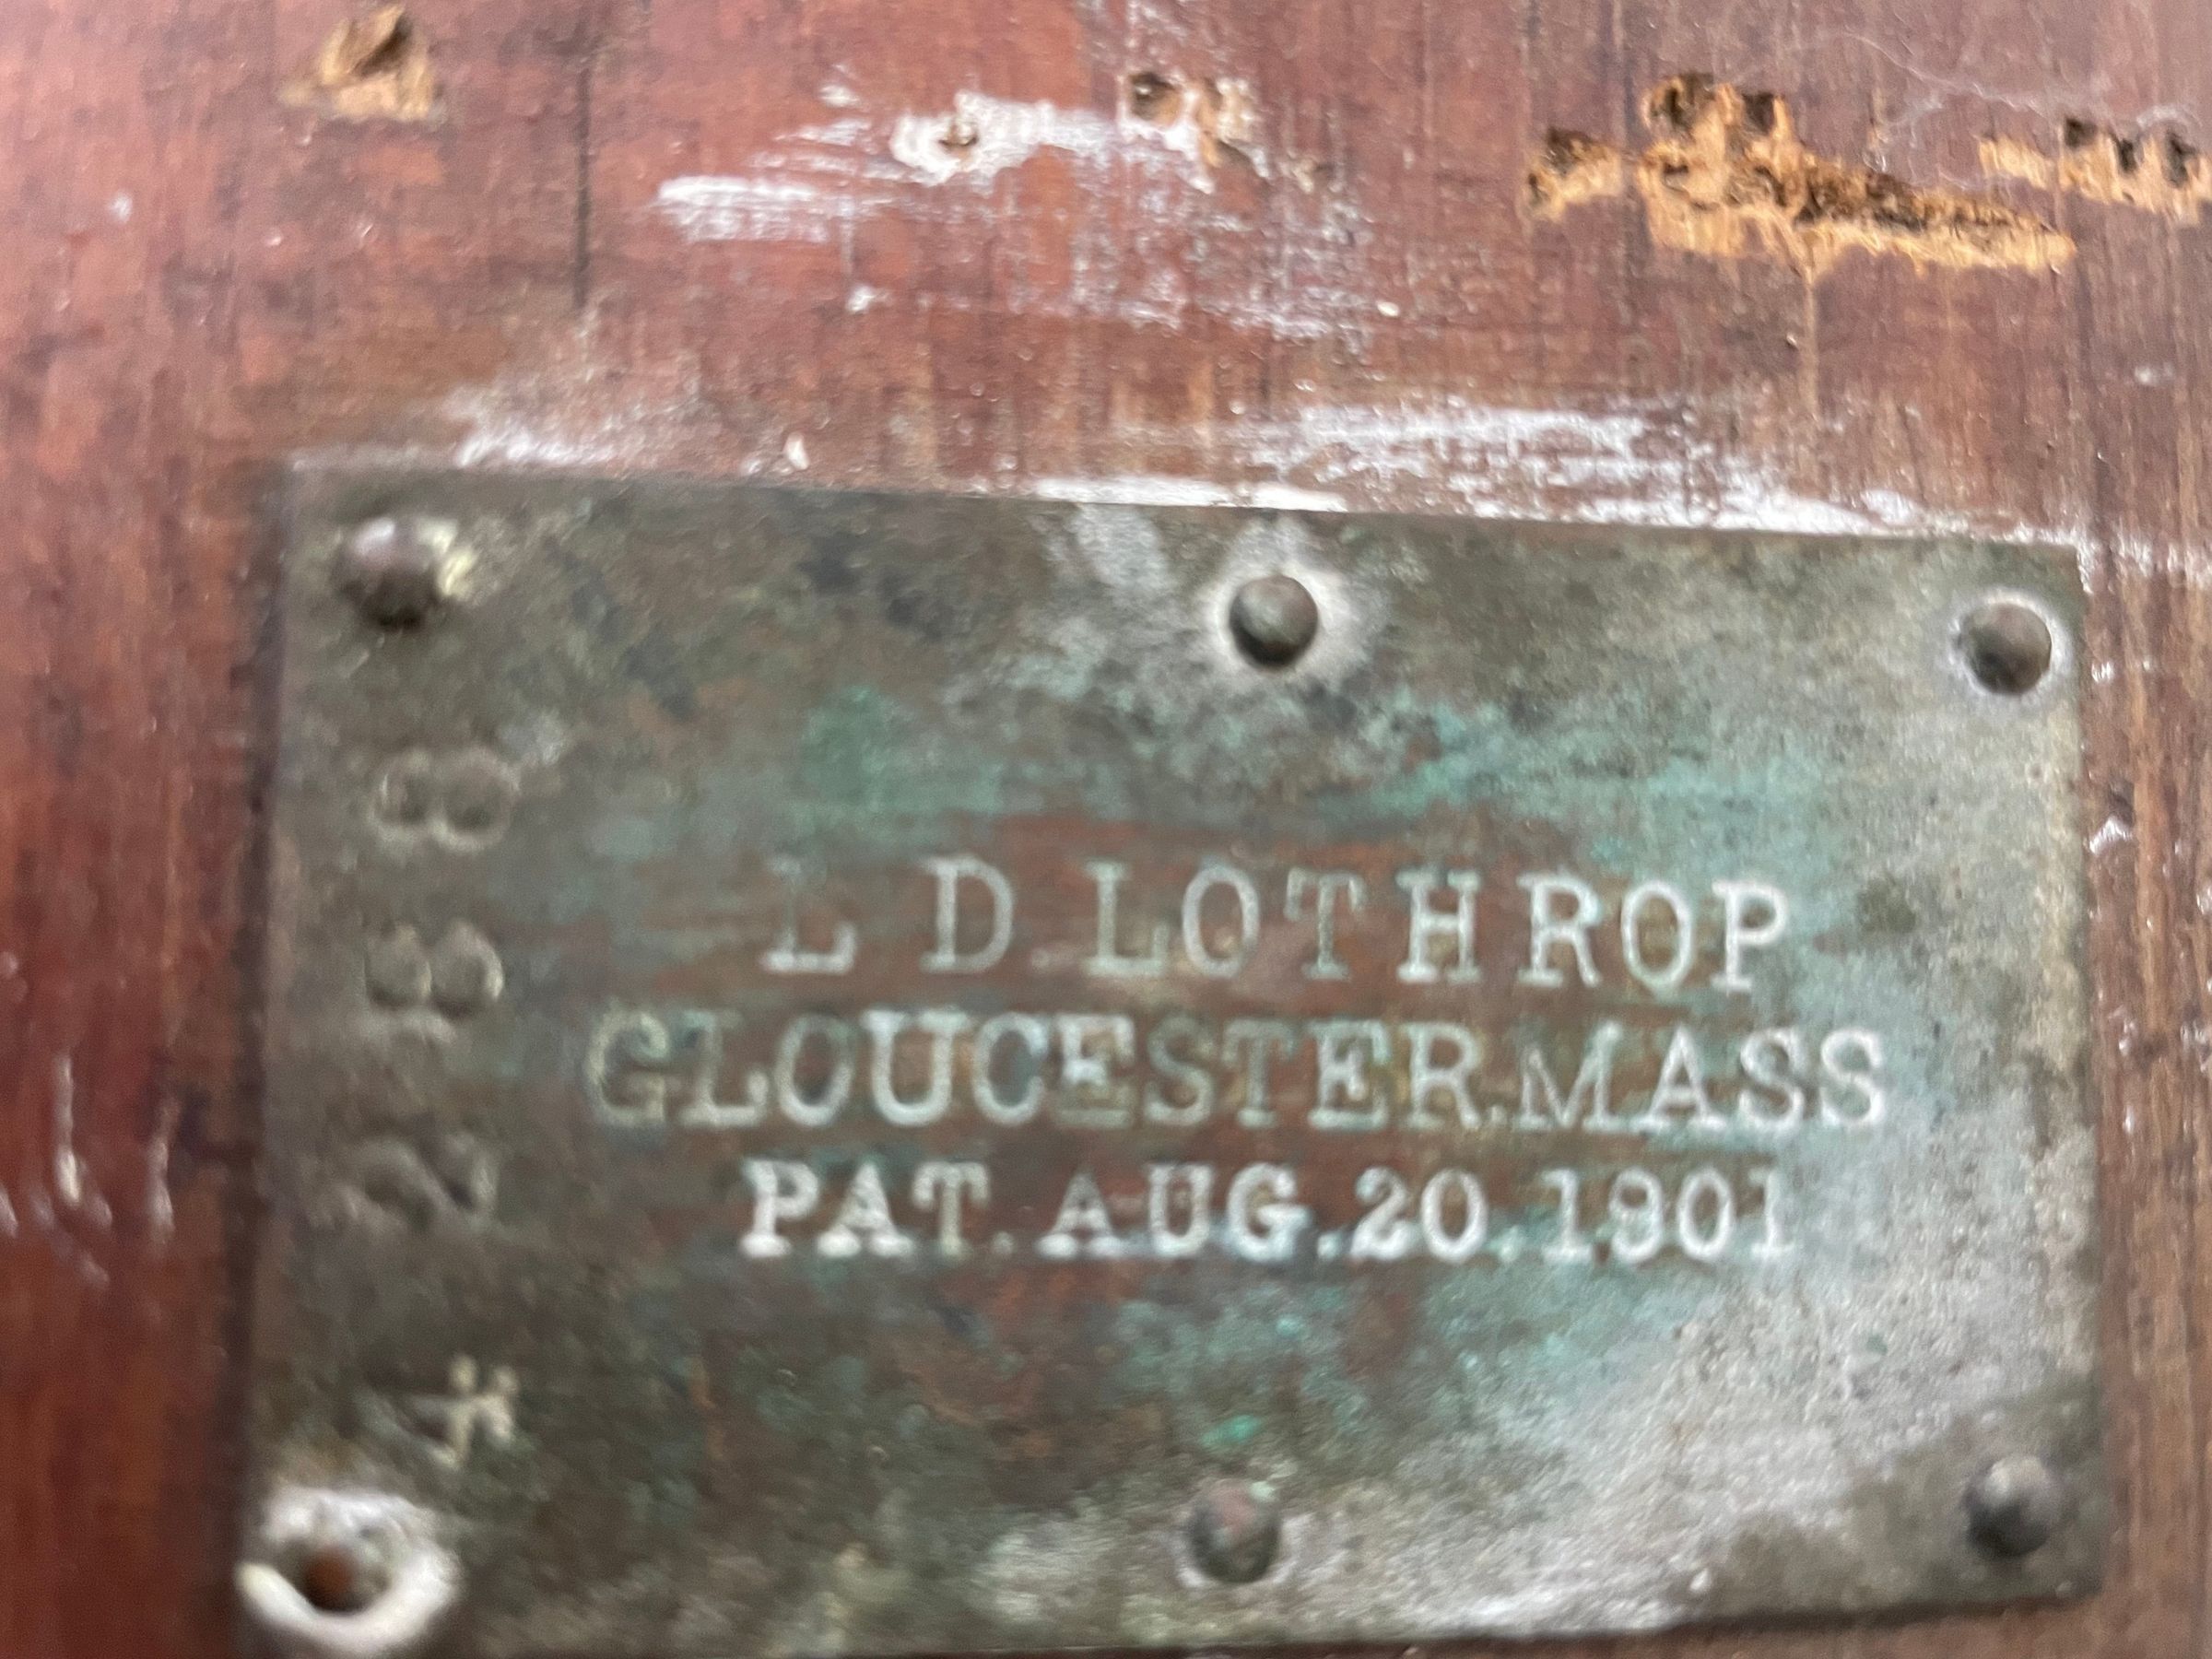 L D. LOTHROP
GLOUCESTER. MASS
PAT. AUG. 20. 1901